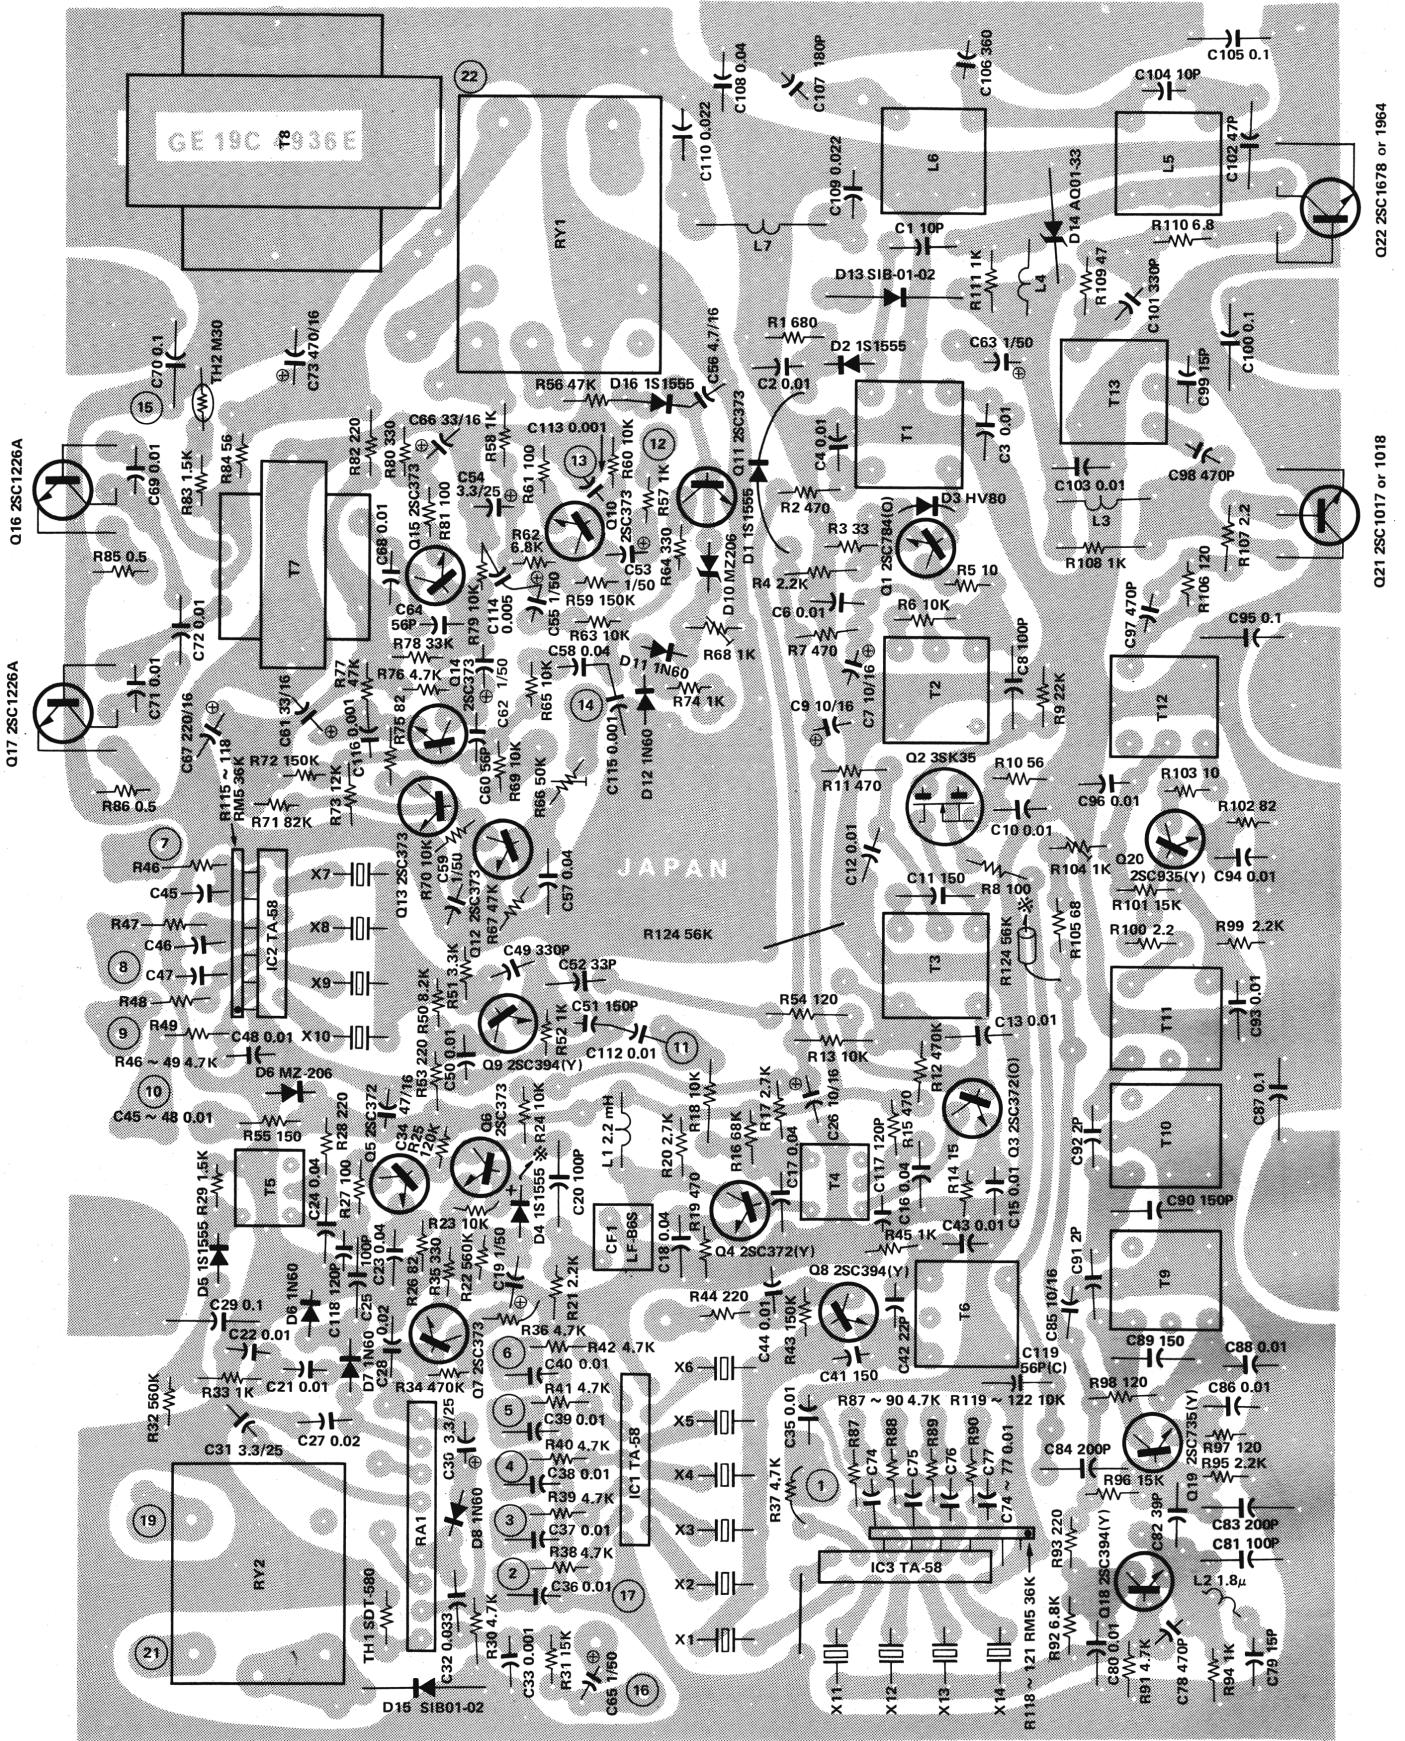 22
C108 0.04
C107 180P
C106 360
C105 0.1
C104 10P
GE 19C 4936E
T8
C110 0.022
C109 0.022
L6
L5
C102 47P
Q22 2SC1678 or 1964
RY1
L7
C1 10P
D14 AQ01-33
R110 6.8
D13 SIB-01-02
R111 1K
L4
R109 47
C101 330P
C70 0.1
TH2 M30
C73 470/16
R1 680
D2 1S1555
C63 1/50
C100 0.1
C56 4.7/16
C2 0.01
R56 47K
D16 1S1555
T13
C99 15P
15
C66 33/16
R58 1K
C113 0.001
12
Q11 2SC373
C4 0.01
T1
C3 0.01
Q16 2SC1226A
C69 0.01
R83 1.5K
R84 56
R82 220
R80 330
C54
3.3/25
R61 100
13
R60 10K
R57 1K
C98 470P
C103 0.01
L3
Q15 2SC373
R81 100
Q10
2SC373
D1 1S1555
R2 470
D3 HV80
Q21 2SC1017 or 1018
R107 2.2
R85 0.5
C68 0.01
T7
R62
6.8K
C53
1/50
R64 330
D10 MZ206
R3 33
Q1 2SC784(O)
R108 1K
R4 2.2K
R5 10
R106 120
C64
56P
R79 10K
C114
0.005
C55 1/50
R59 150K
C6 0.01
R6 10K
C97 470P
C72 0.01
R78 33K
R63 10K
R68 1K
R7 470
C95 0.1
Q17 2SC1226A
C71 0.01
R77
47K
R76 4.7K
Q14
2SC373
C58 0.04
D11 1N60
C7 10/16
T2
C8 100P
R9 22K
T12
C67 220/16
C61 33/16
C116 0.001
R75 82
C62 1/50
R65 10K
14
R74 1K
C9 10/16
R72 150K
C60 56P
R69 10K
C115 0.001
D12 1N60
R11 470
Q2 3SK35
R10 56
R103 10
R86 0.5
R115 ~ 118
RM5 36K
R71 82K
R73 12K
R66 50K
C96 0.01
R102 82
7
C10 0.01
R46
X7
Q13 2SC373
R70 10K
C59
1/50
JAPAN
C12 0.01
Q20
2SC935(Y)
R104 1K
C94 0.01
C45
C57 0.04
C11 150
R8 100
R101 15K
R47
X8
Q12 2SC373
R67 47K
R124 56K
R124 56K ※
R105 68
R100 2.2
R99 2.2K
C46
IC2 TA-58
8
C47
X9
R51 3.3K
C49 330P
C52 33P
T3
R48
R50 8.2K
C51 150P
R54 120
C13 0.01
T11
C93 0.01
9
R49
C48 0.01
X10
R46 ~ 49 4.7K
R53 220
C50 0.01
Q9 2SC394(Y)
R52 1K
C112 0.01
11
R13 10K
R12 470K
10
D6 MZ-206
C45 ~ 48 0.01
R55 150
R28 220
Q5 2SC372
C34
47/16
R25
120K
Q6
2SC373
R24 10K
L1 2.2 mH
R18 10K
R17 2.7K
C26 10/16
R15 470
Q3 2SC372(O)
T10
C87 0.1
C92 2P
R29 1.5K
T5
C24 0.04
R27 100
D4 1S1555 ※
C20 100P
R20 2.7K
R16 68K
C17 0.04
T4
C117 120P
C16 0.04
R14 15
C15 0.01
C90 150P
R23 10K
CF-1
LF-B6S
C18 0.04
R19 470
Q4 2SC372(Y)
R45 1K
C43 0.01
D5 1S1555
D6 1N60
C118 120P
C25 100P
C23 0.04
R26 82
R35 330
R22 560K
C19 1/50
R21 2.2K
Q8 2SC394(Y)
C91 2P
T9
C29 0.1
C22 0.01
R44 220
C44 0.01
R43 150K
C42 22P
T6
C85 10/16
C28 0.02
R36 4.7K
D7 1N60
6
R42 4.7K
C40 0.01
X6
C41 150
C119
56P(C)
C89 150
C88 0.01
R33 1K
C21 0.01
R34 470K
Q7 2SC373
R41 4.7K
R87 ~ 90 4.7K
R119 ~ 122 10K
R98 120
C86 0.01
R32 560K
5
C39 0.01
X5
C35 0.01
C31 3.3/25
C27 0.02
C30 3.3/25
R40 4.7K
IC1 TA-58
R87
R88
R89
R90
C84 200P
R97 120
R95 2.2K
4
C38 0.01
X4
R37 4.7K
1
C74
C75
C76
C77
C74 ~ 77 0.01
R96 15K
Q19 2SC735(Y)
19
RA1
D8 1N60
R39 4.7K
3
C37 0.01
X3
R93 220
C82 39P
C83 200P
RY2
R38 4.7K
IC3 TA-58
C81 100P
2
C36 0.01
17
X2
Q18 2SC394(Y)
L2 1.8μ
TH1 SDT-580
C32 0.033
R30 4.7K
R118 ~ 121 RM5 36K
R92 6.8K
C80 0.01
21
C33 0.001
R31 15K
X1
R91 4.7K
C78 470P
R94 1K
C79 15P
D15 SIB01-02
C65 1/50
16
X11
X12
X13
X14